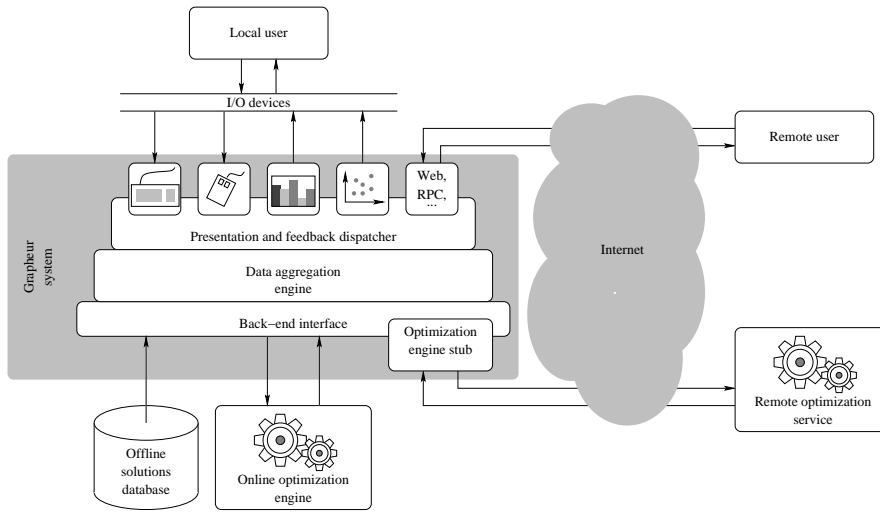 Local user
I/O devices
Remote user
Web,
RPC,
...
Presentation and feedback dispatcher
Grapheur
system
Data aggregation
engine
Internet
Back−end interface
Optimization
engine stub
Remote optimization
service
Offline
solutions
database
Online optimization
engine